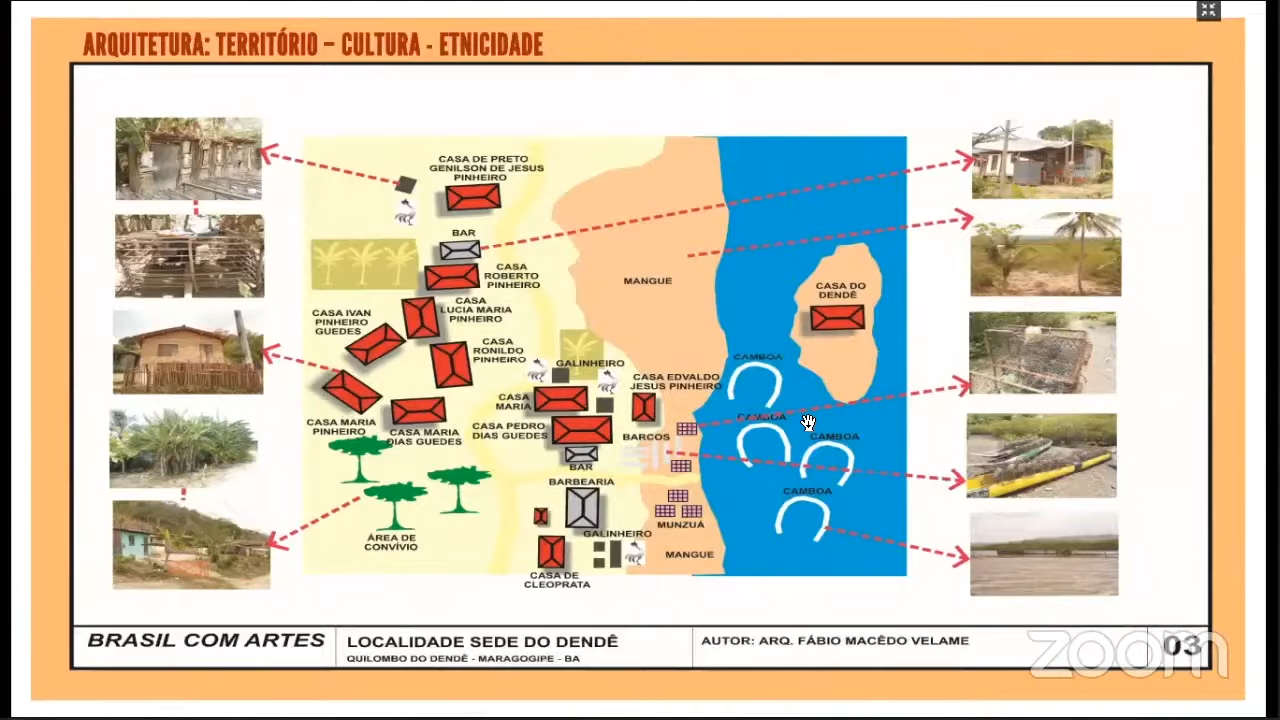 ARQUITETURA: TERRITÓRIO – CULTURA - ETNICIDADE
CASA DE PRETO
GENILSON DE JESUS
PINHEIRO
BAR
CASA
ROBERTO
PINHEIRO
CASA
LUCIA MARIA
PINHEIRO
CASA IVAN
PINHEIRO
GUEDES
CASA
RONILDO
PINHEIRO
MANGUE
CASA DO
DENDÊ
GALINHEIRO
CAMBOA
CASA EDVALDO
JESUS PINHEIRO
CASA
MARIA
CASA MARIA
PINHEIRO
CASA MARIA
DIAS GUEDES
CASA PEDRO
DIAS GUEDES
BARCOS
CAMBOA
CAMBOA
BAR
BARBEARIA
CAMBOA
MUNZUÁ
ÁREA DE
CONVÍVIO
GALINHEIRO
MANGUE
CASA DE
CLEOPRATA
BRASIL COM ARTES
LOCALIDADE SEDE DO DENDÊ
QUILOMBO DO DENDÊ - MARAGOGIPE - BA
AUTOR: ARQ. FÁBIO MACÊDO VELAME
03
zoom